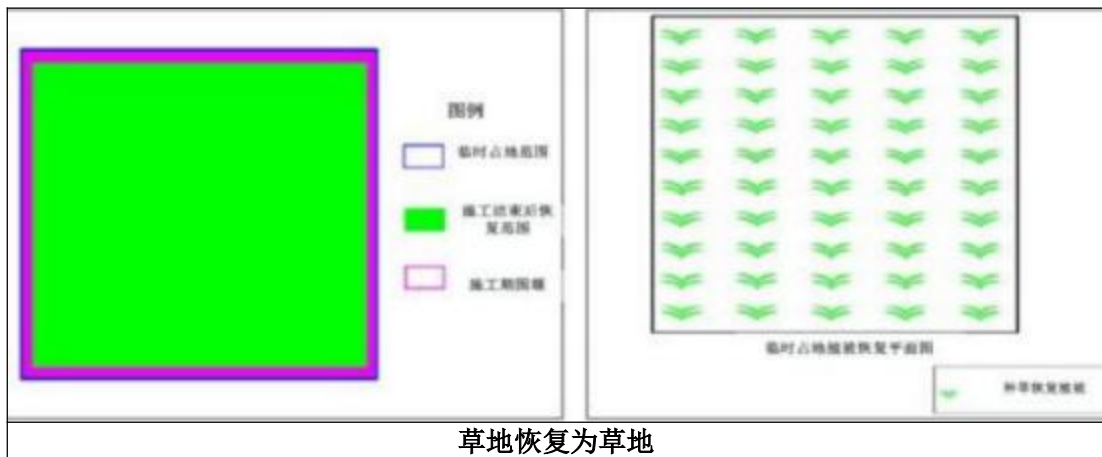 图例
临时占地范围
施工结束后恢
复范围
施工期围堰
临时占地植被恢复平面图
种草恢复植被
草地恢复为草地